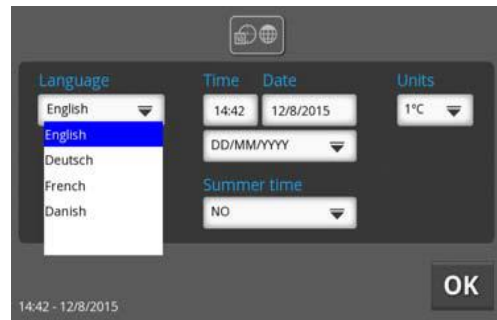 Language Time Date Units
English 14:42 12/8/2015 1°C
English
DD/MM/YYYY
Deutsch
French
Summer time
Danish
NO
OK
14:42 - 12/8/2015